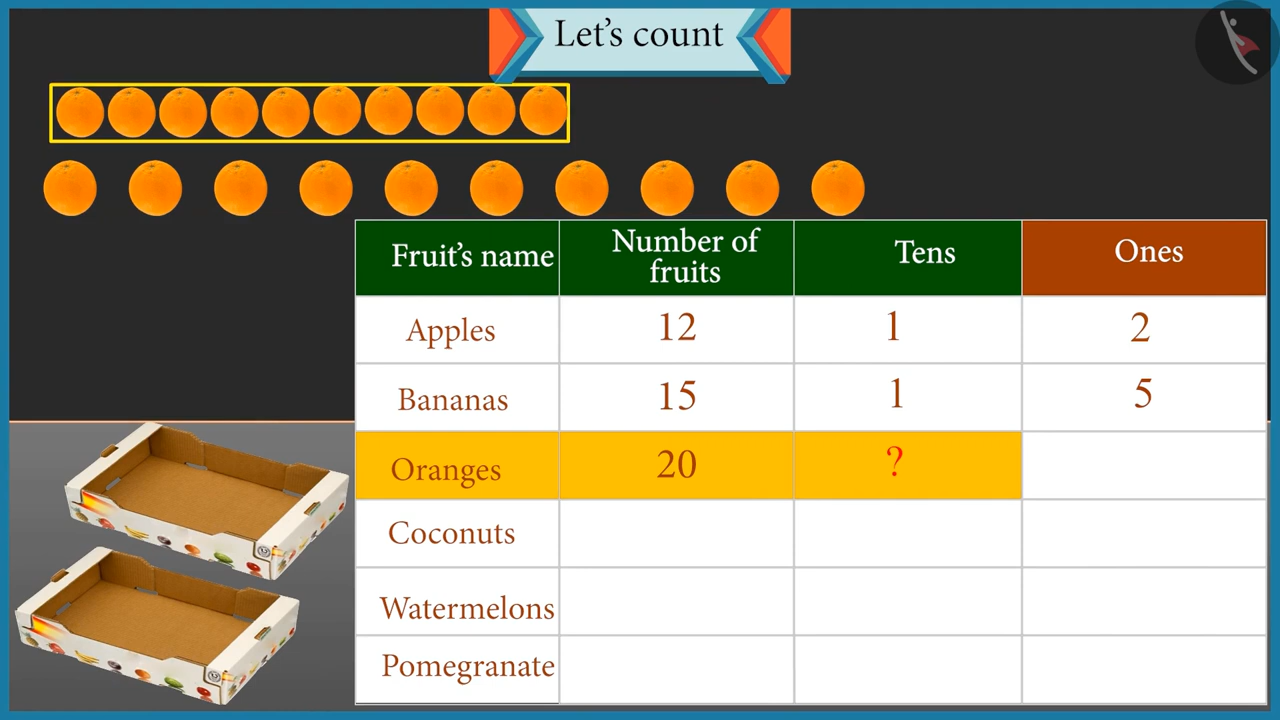 Let's count
Fruit's name Number of fruits Tens Ones
Apples 12 1 2
Bananas 15 1 5
Oranges 20 ?
Coconuts
Watermelons
Pomegranate